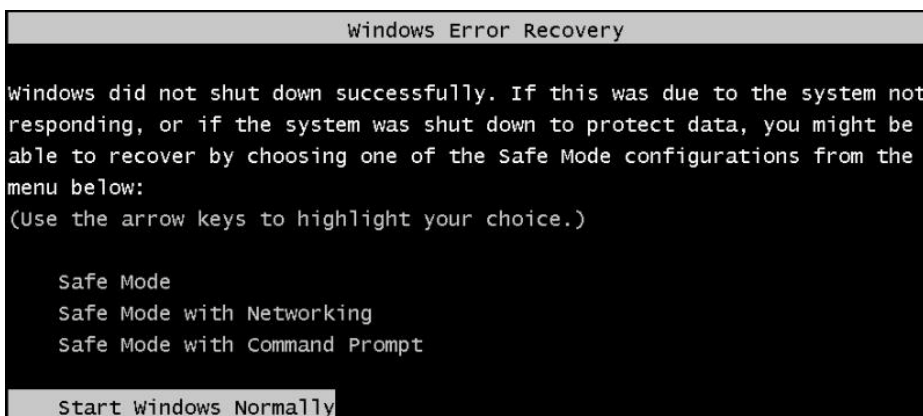 Windows Error Recovery
Windows did not shut down successfully. If this was due to the system not
responding, or if the system was shut down to protect data, you might be
able to recover by choosing one of the Safe Mode configurations from the
menu below:
(Use the arrow keys to highlight your choice.)
Safe Mode
Safe Mode with Networking
Safe Mode with Command Prompt
Start Windows Normally